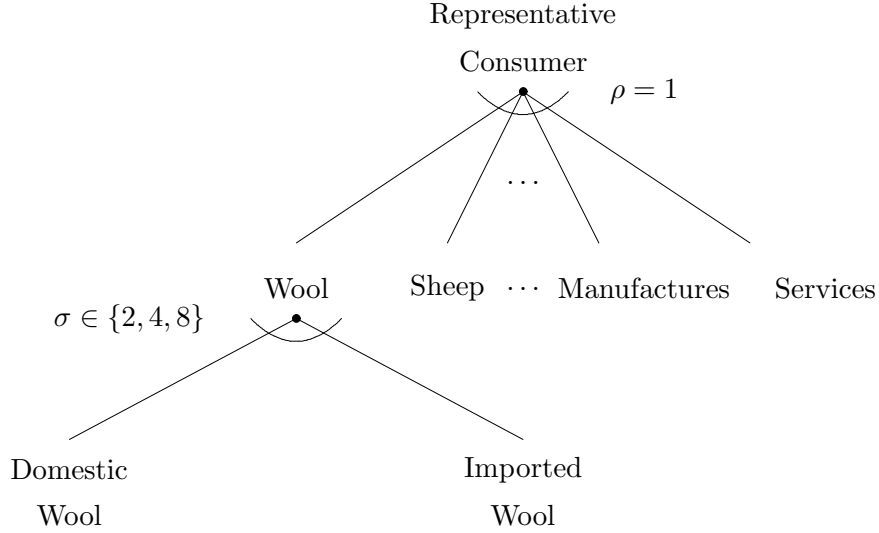 Representative
Consumer
ρ = 1
...
Wool
Sheep ... Manufactures
Services
σ ∈ {2, 4, 8}
Domestic
Wool
Imported
Wool